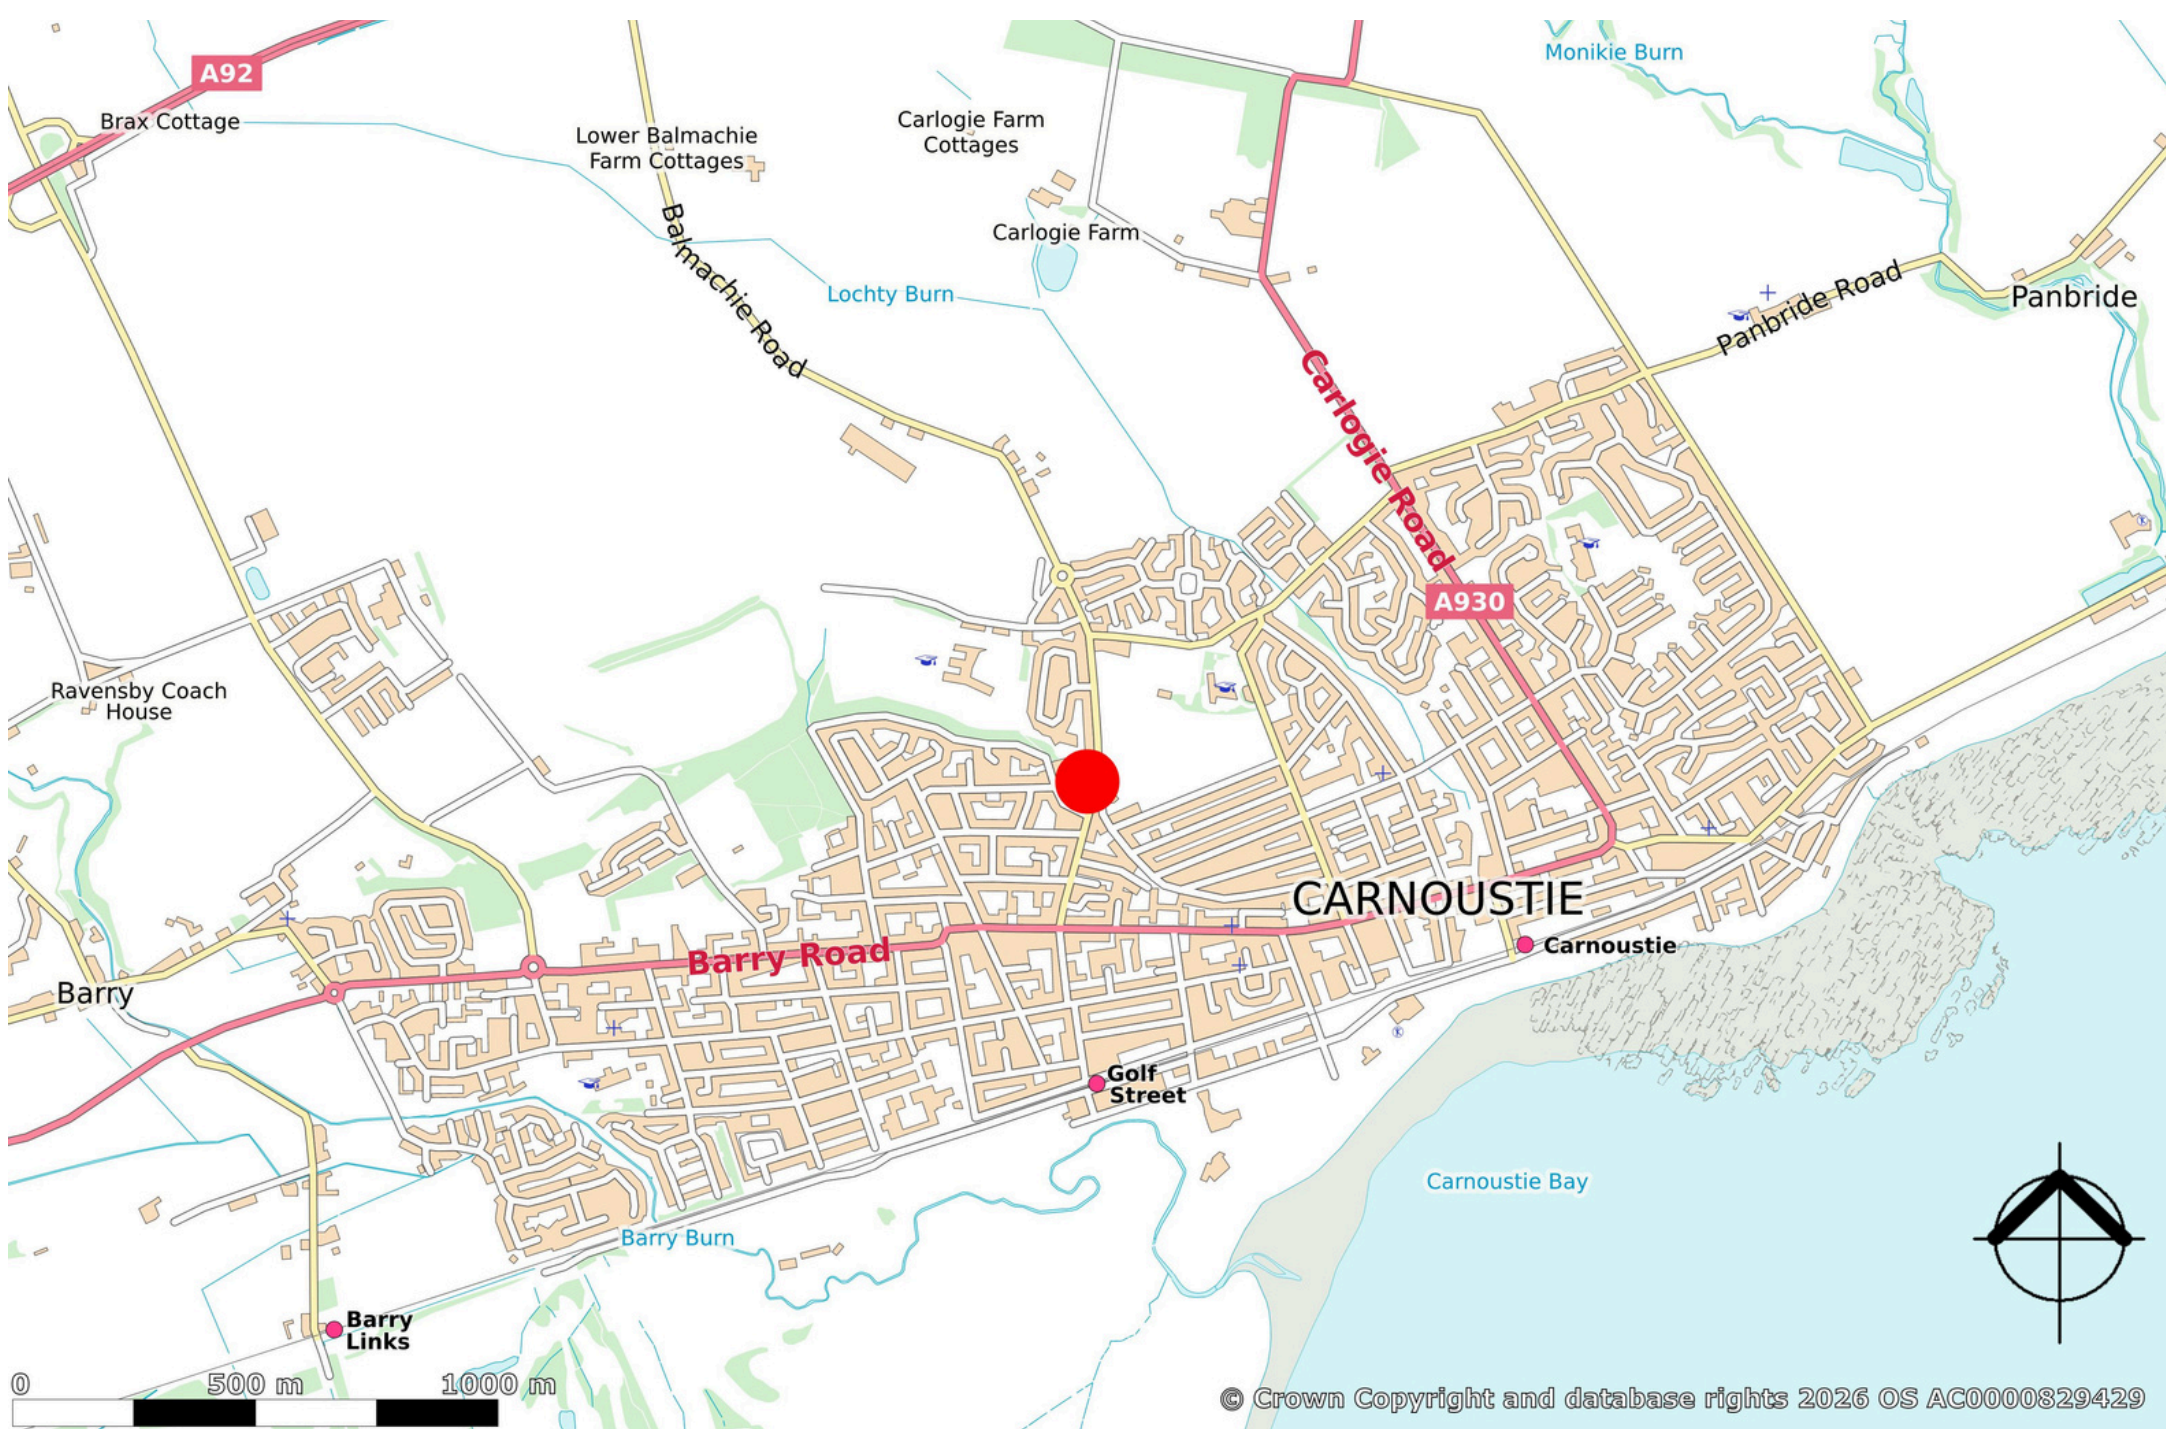 Monikie Burn
A92
Brax Cottage
Lower Balmachie
Farm Cottages
Carlogie Farm
Cottages
Carlogie Farm
Balmachie Road
Lochty Burn
Panbride Road
Panbride
Carlogie Road
A930
Ravensby Coach
House
CARNOUSTIE
Barry Road
Carnoustie
Barry
Golf
Street
Carnoustie Bay
Barry Burn
Barry
Links
0 500 m 1000 m
© Crown Copyright and database rights 2026 OS AC0000829429